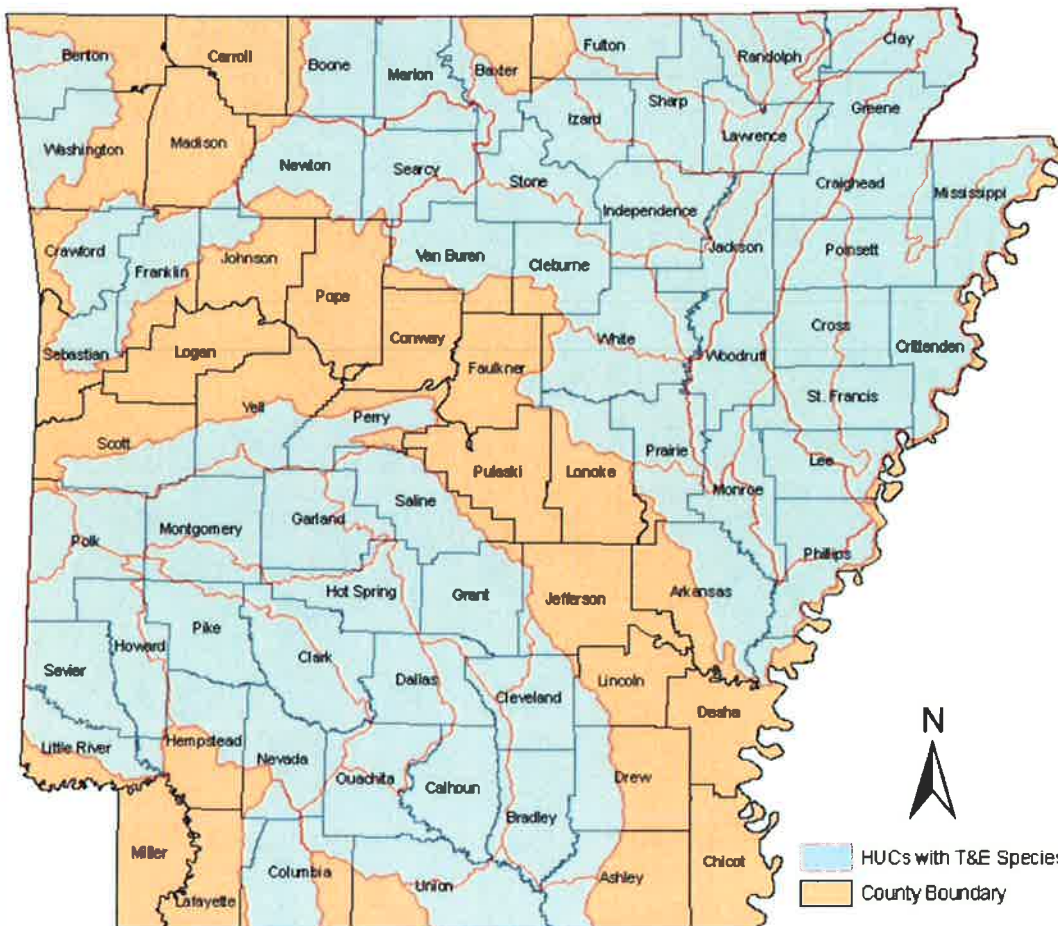 Benton
Carroll
Boone
Marion
Baxter
Fulton
Randolph
Clay
Sharp
Izard
Greene
Lawrence
Washington
Madison
Newton
Searcy
Stone
Independence
Craighead
Mississippi
Crawford
Franklin
Johnson
Van Buren
Cleburne
Jackson
Poinsett
Pope
Conway
Faulkner
White
Woodruff
Cross
Crittenden
Sebastian
Logan
Yell
Perry
St. Francis
Scott
Pulaski
Lonoke
Prairie
Lee
Monroe
Saline
Garland
Montgomery
Polk
Phillips
Hot Spring
Grant
Jefferson
Arkansas
Pike
Howard
Clark
Sevier
Dallas
Cleveland
Lincoln
Desha
Little River
Hempstead
Nevada
Ouachita
Calhoun
Drew
Bradley
Miller
Lafayette
Columbia
Union
Ashley
Chicot
N
HUCs with T&E Species
County Boundary